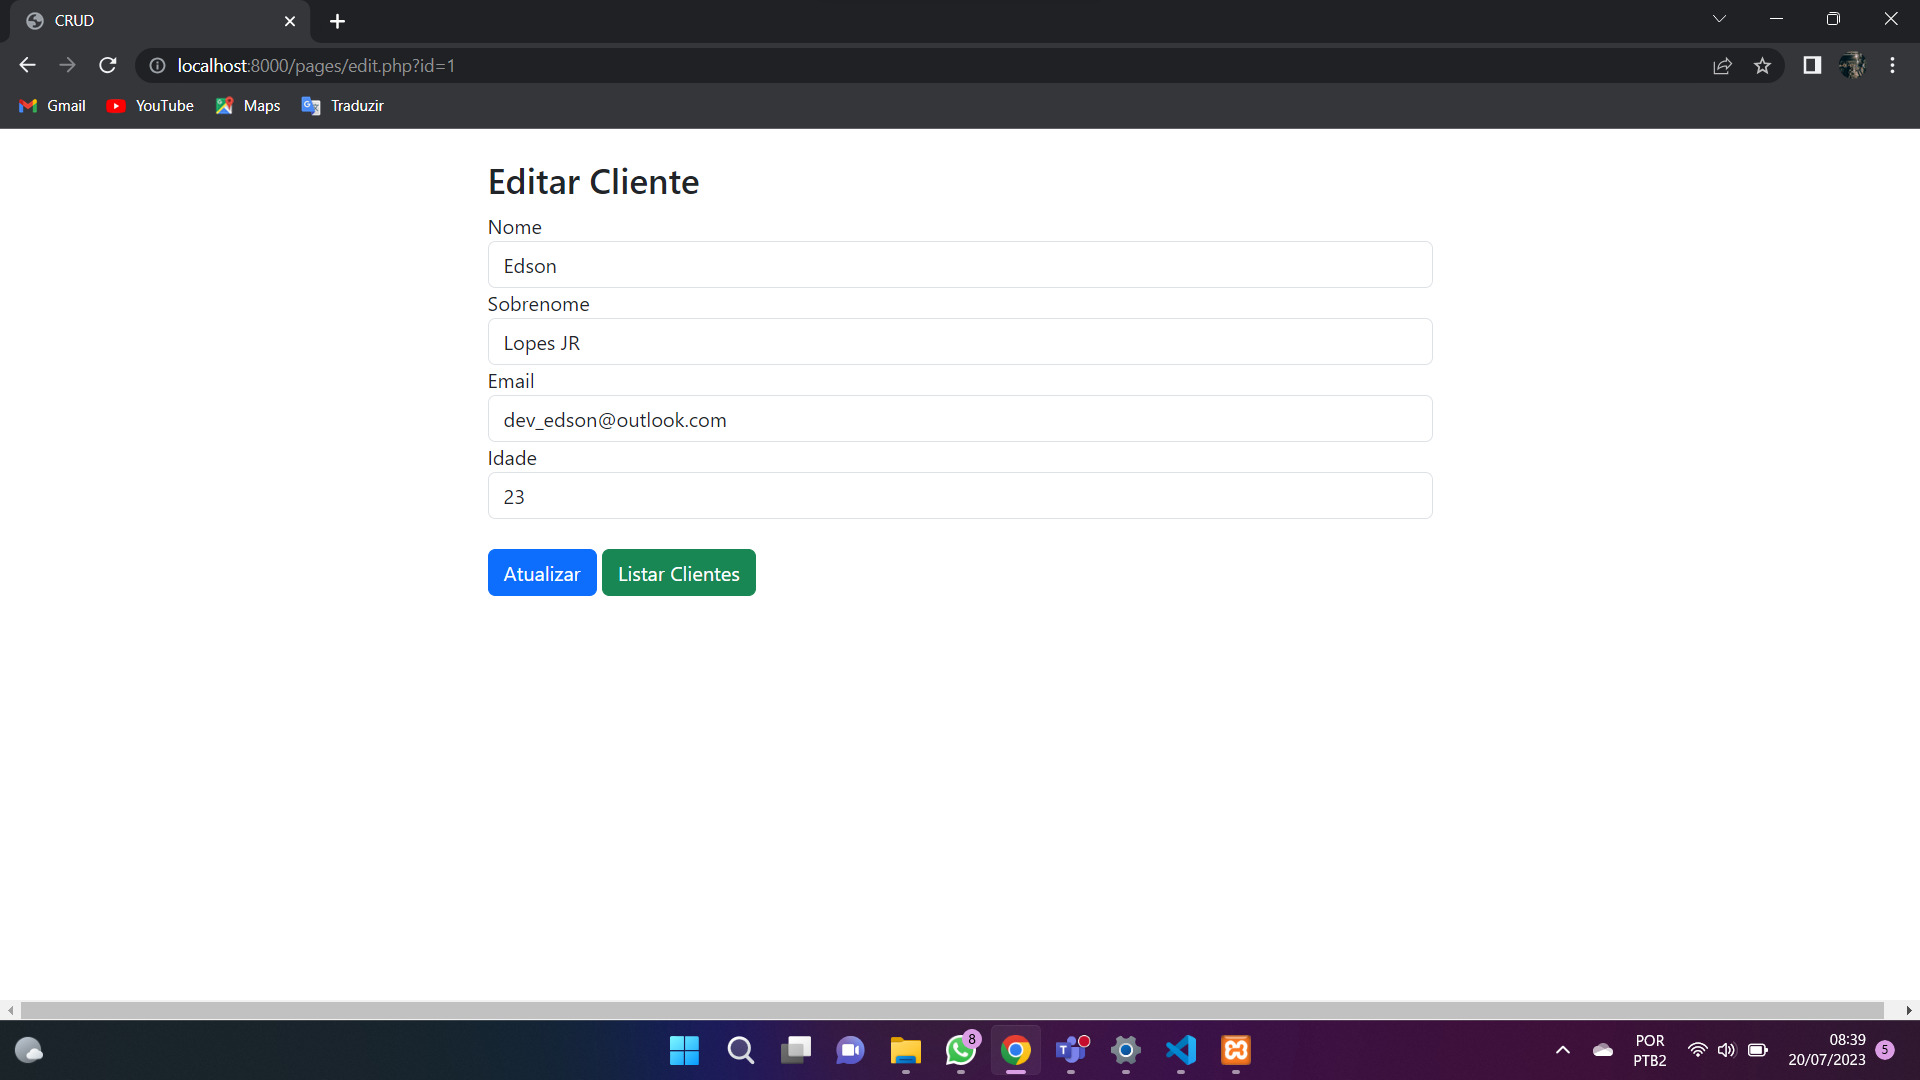 CRUD
localhost:8000/pages/edit.php?id=1
Gmail YouTube Maps Traduzir
Editar Cliente
Nome
Edson
Sobrenome
Lopes JR
Email
dev_edson@outlook.com
Idade
23
Atualizar Listar Clientes
8
POR
PTB2
08:39
20/07/2023
5